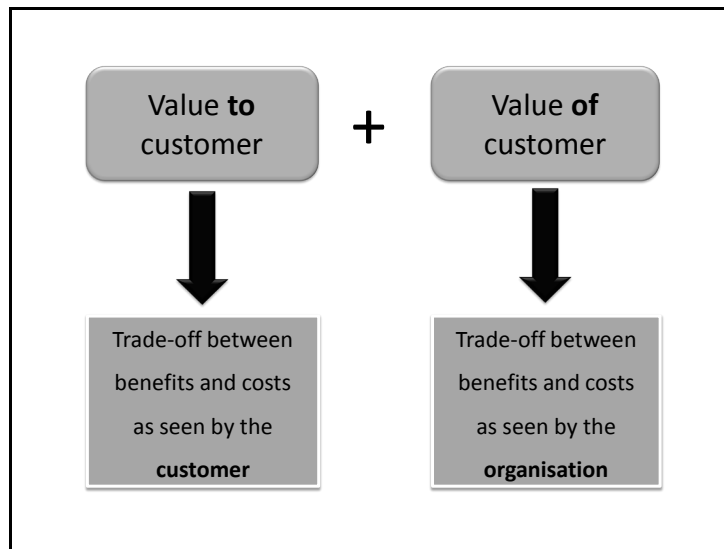 Value to
customer
+
Value of
customer
Trade-off between
benefits and costs
as seen by the
customer
Trade-off between
benefits and costs
as seen by the
organisation